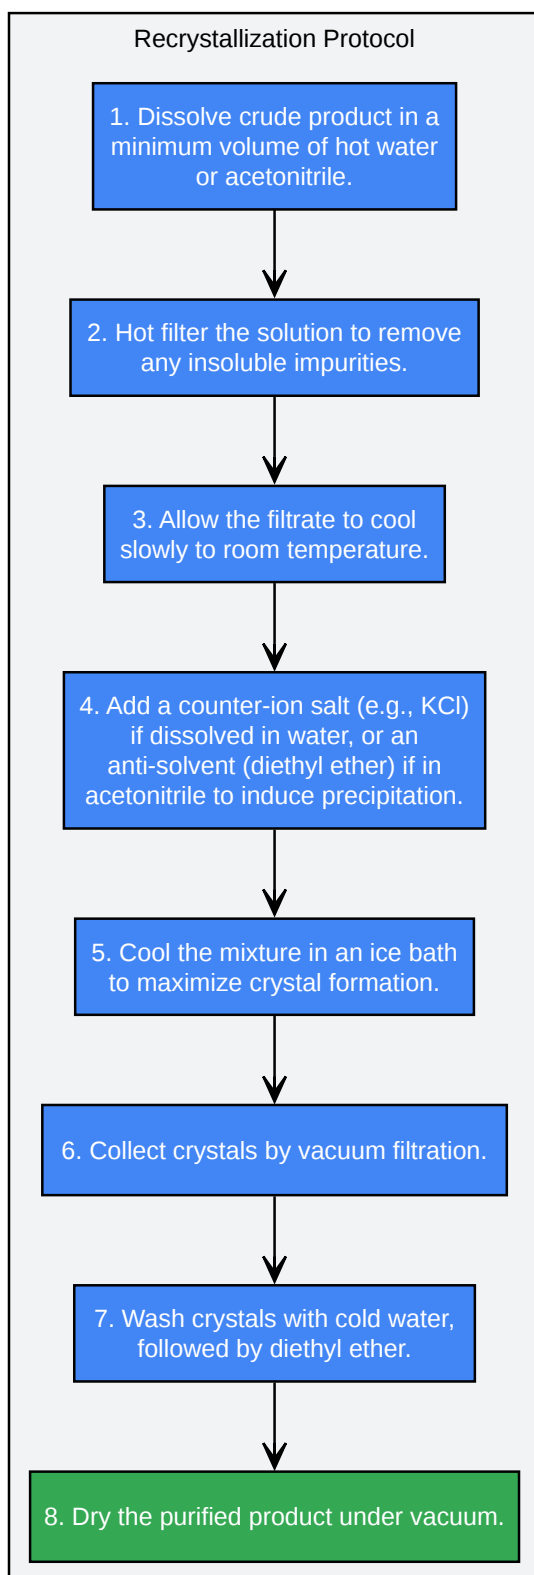 Recrystallization Protocol
1. Dissolve crude product in a
minimum volume of hot water
or acetonitrile.
2. Hot filter the solution to remove
any insoluble impurities.
3. Allow the filtrate to cool
slowly to room temperature.
4. Add a counter-ion salt (e.g., KCl)
if dissolved in water, or an
anti-solvent (diethyl ether) if in
acetonitrile to induce precipitation.
5. Cool the mixture in an ice bath
to maximize crystal formation.
6. Collect crystals by vacuum filtration.
7. Wash crystals with cold water,
followed by diethyl ether.
8. Dry the purified product under vacuum.